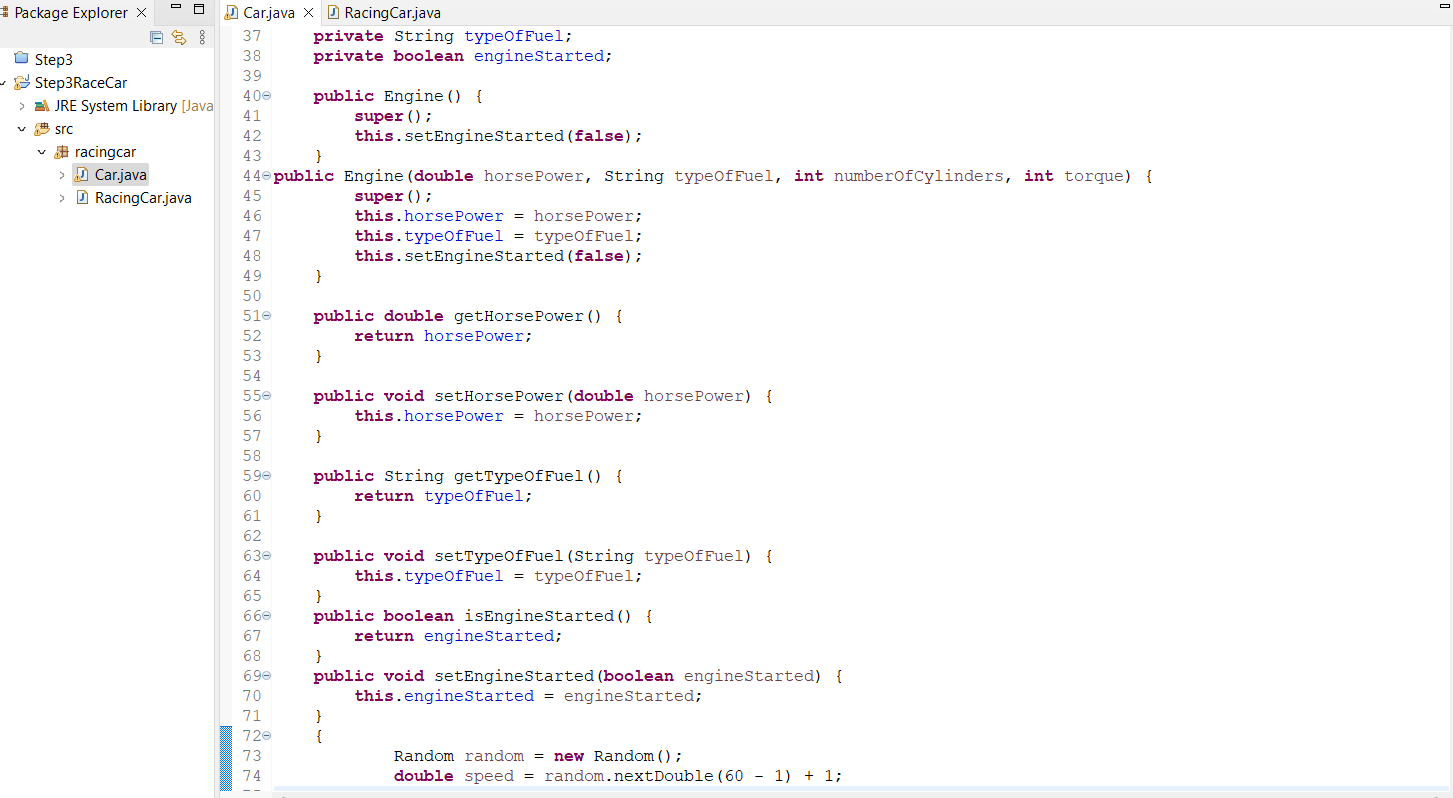 Package Explorer
Step3
Step3RaceCar
JRE System Library [Java
src
racingcar
Car.java
RacingCar.java
Car.java RacingCar.java
37 private String typeOfFuel;
38 private boolean engineStarted;
39
40 public Engine() {
41 super();
42 this.setEngineStarted(false);
43 }
44 public Engine(double horsePower, String typeOfFuel, int numberOfCylinders, int torque) {
45 super();
46 this.horsePower = horsePower;
47 this.typeOfFuel = typeOfFuel;
48 this.setEngineStarted(false);
49 }
50
51 public double getHorsePower() {
52 return horsePower;
53 }
54
55 public void setHorsePower(double horsePower) {
56 this.horsePower = horsePower;
57 }
58
59 public String getTypeOfFuel() {
60 return typeOfFuel;
61 }
62
63 public void setTypeOfFuel(String typeOfFuel) {
64 this.typeOfFuel = typeOfFuel;
65 }
66 public boolean isEngineStarted() {
67 return engineStarted;
68 }
69 public void setEngineStarted(boolean engineStarted) {
70 this.engineStarted = engineStarted;
71 }
72 {
73 Random random = new Random();
74 double speed = random.nextDouble(60 - 1) + 1;